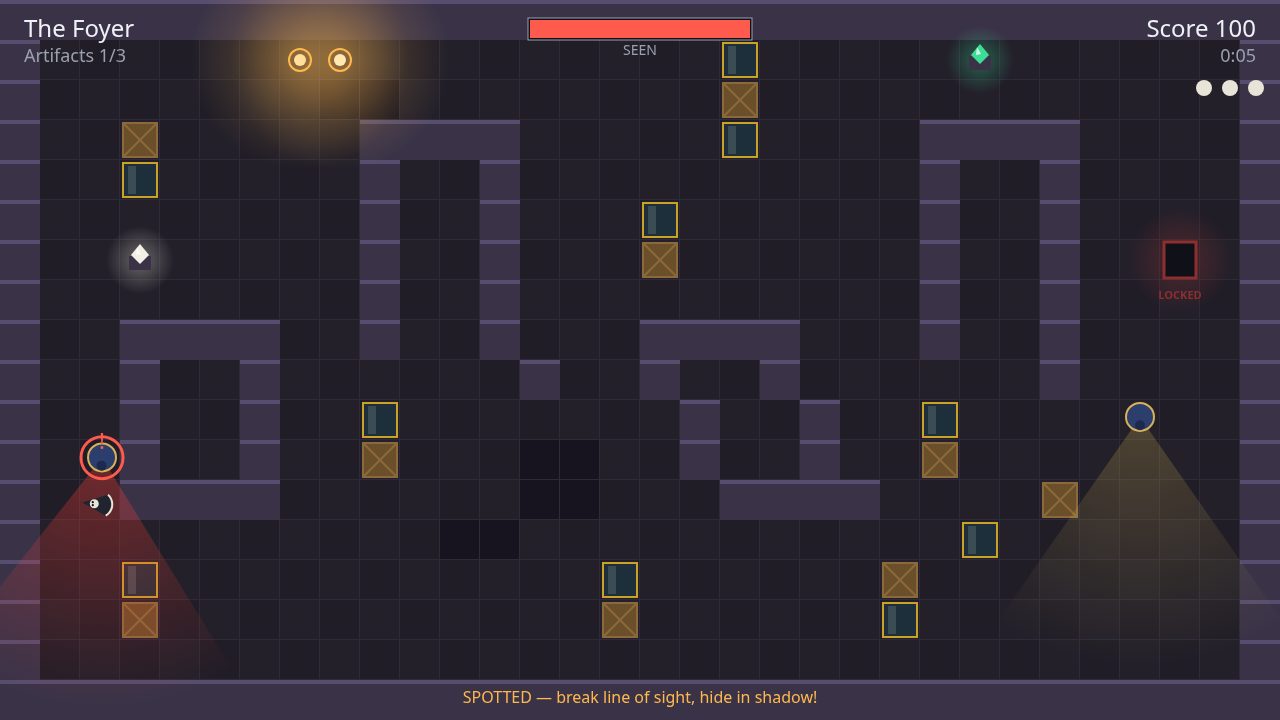 The Foyer
Artifacts 1/3
SEEN
Score 100
0:05
LOCKED
SPOTTED — break line of sight, hide in shadow!